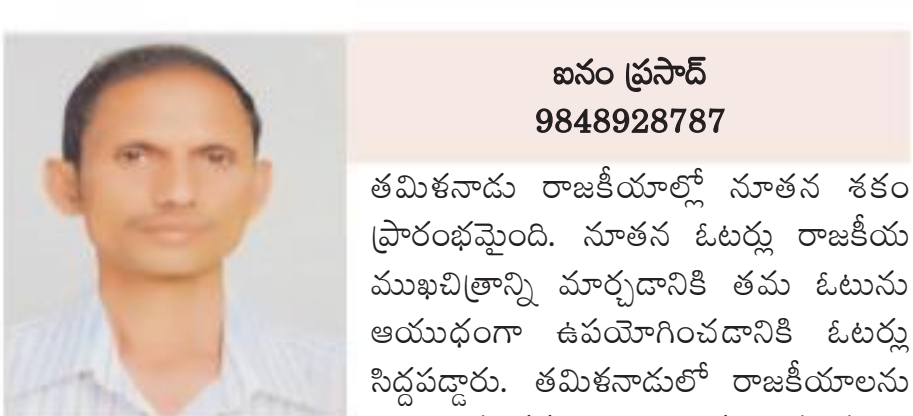 ఐనం ప్రసాద్
9848928787
తమిళనాడు రాజకీయాల్లో నూతన శకం
ప్రారంభమైంది. నూతన ఓటర్లు రాజకీయ
ముఖచిత్రాన్ని మార్చడానికి తమ ఓటును
ఆయుధంగా ఉపయోగించడానికి ఓటర్లు
సిద్దపడ్డారు. తమిళనాడులో రాజకీయాలను